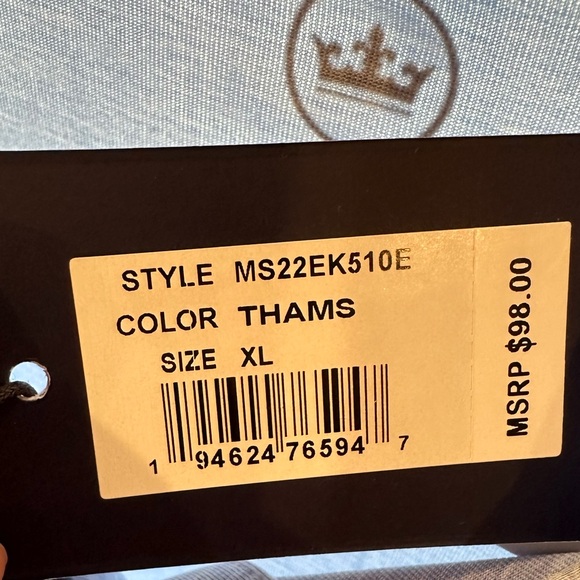 STYLE MS22EK510E
COLOR THAMS
SIZE XL
1 94624 76594 7
MSRP $98.00